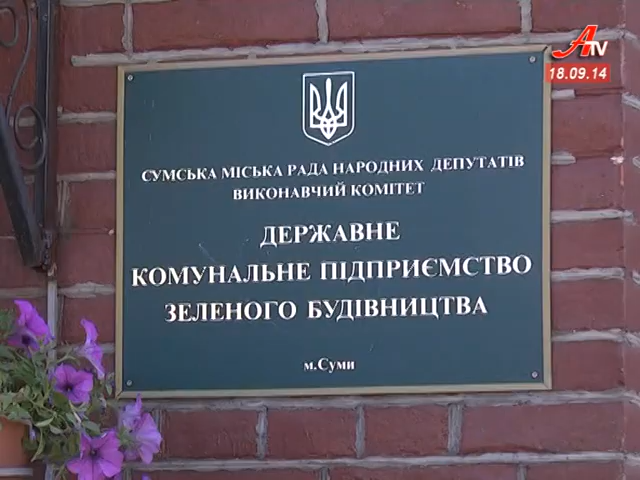 ATV
18.09.14
СУМСЬКА МІСЬКА РАДА НАРОДНИХ ДЕПУТАТІВ
ВИКОНАВЧИЙ КОМІТЕТ
ДЕРЖАВНЕ
КОМУНАЛЬНЕ ПІДПРИЄМСТВО
ЗЕЛЕНОГО БУДІВНИЦТВА
м.Суми